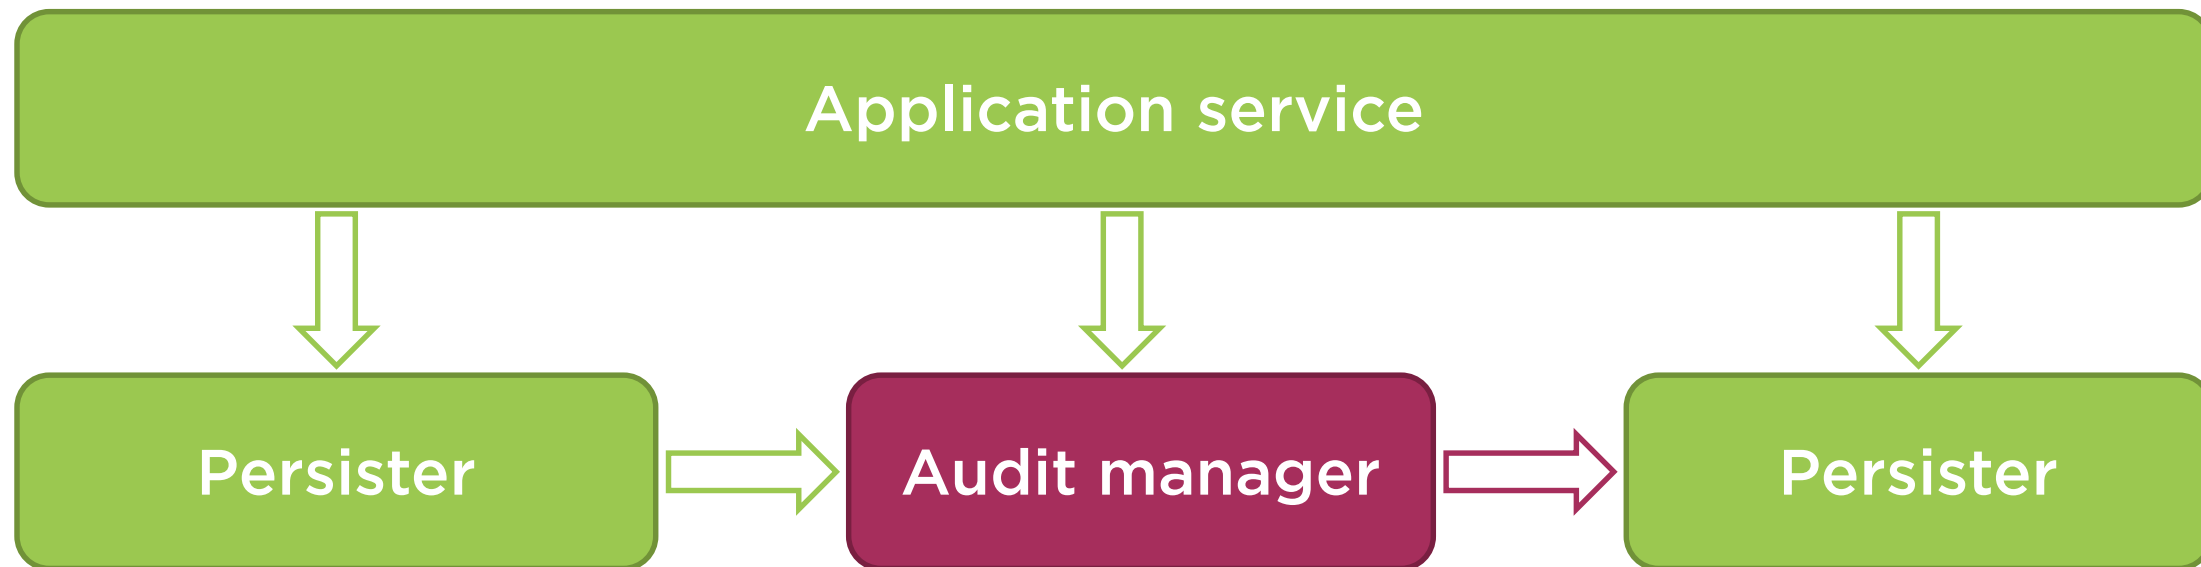 Application service
Persister
Audit manager
Persister